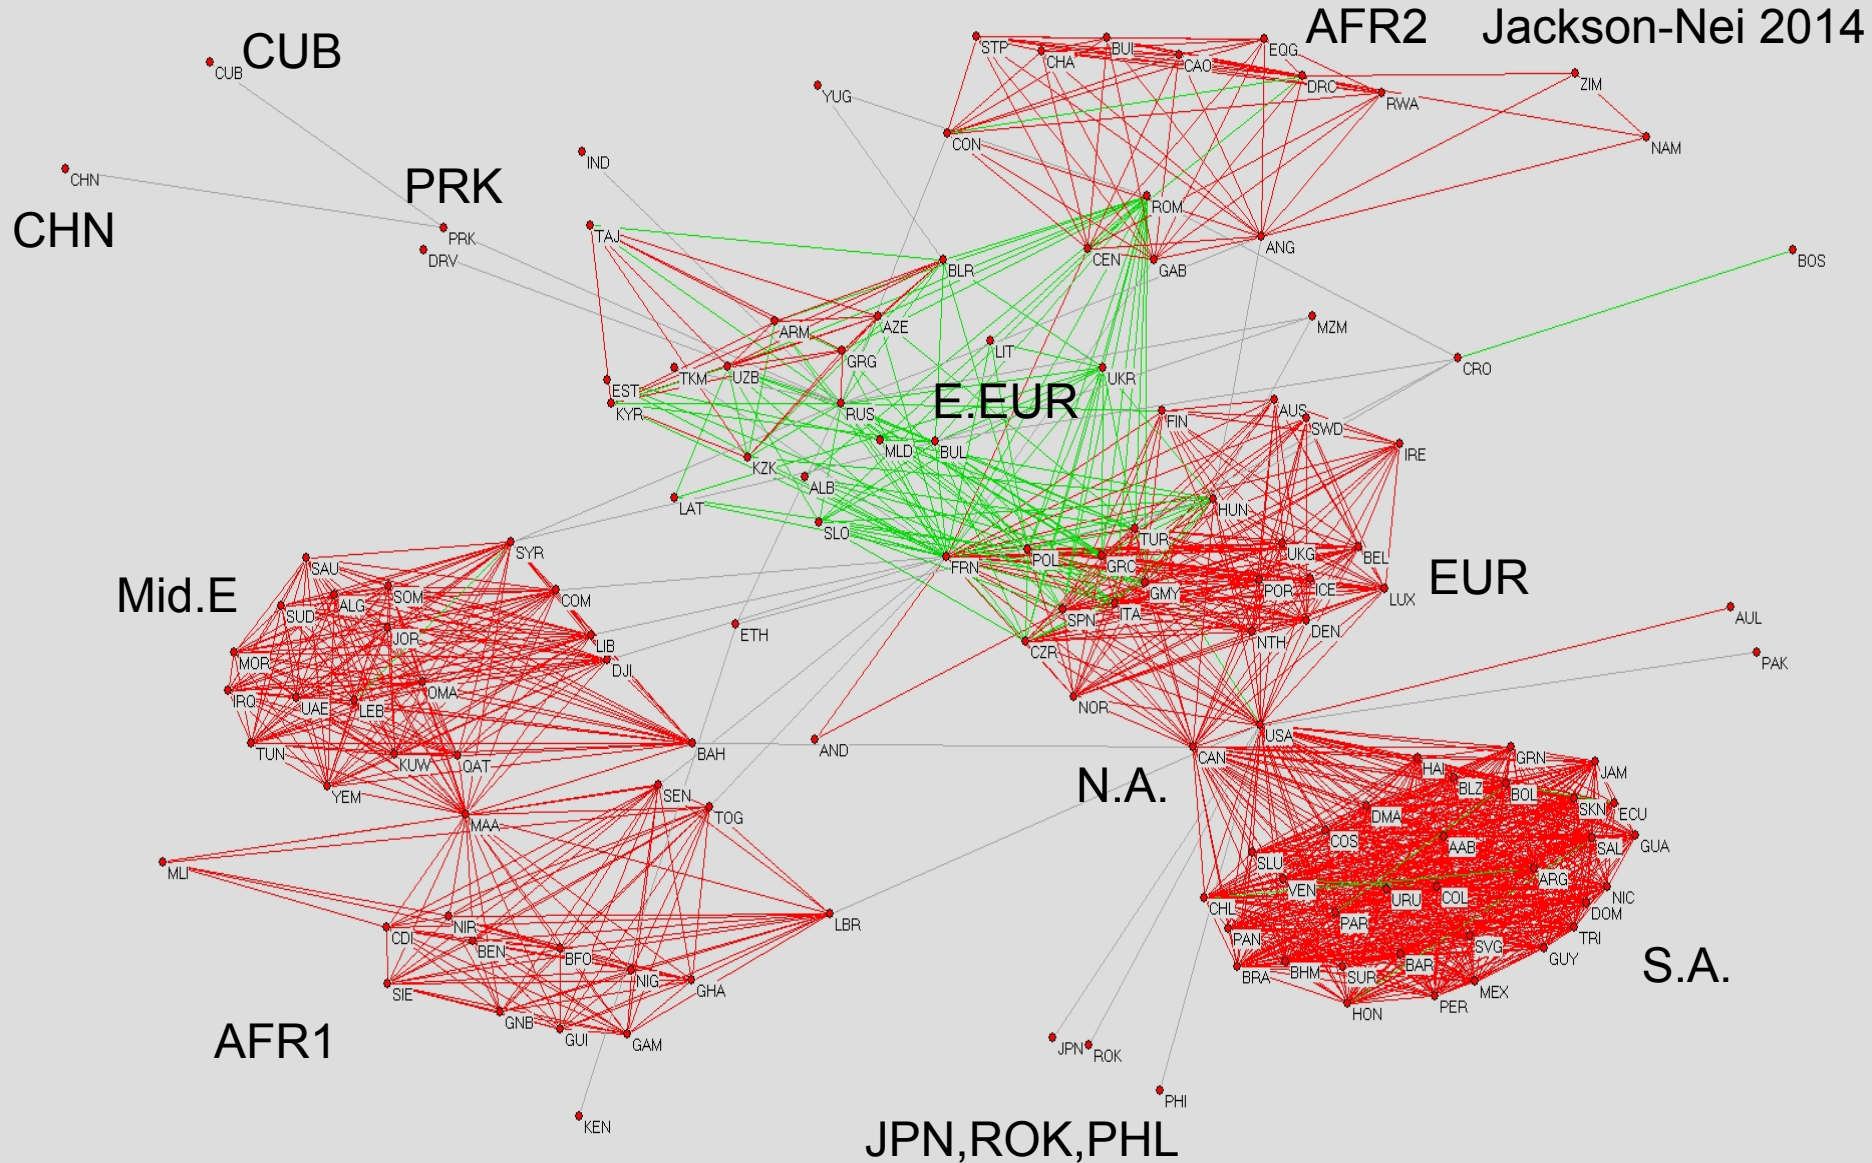 AFR2
Jackson-Nei 2014
CUB
CUB
STP
BUI
EQG
CHA
CAO
DRC
ZIM
RWA
YUG
CON
NAM
IND
CHN
PRK
CHN
PRK
DRV
TAJ
ROM
ANG
CEN
GAB
BOS
BLR
ARM
AZE
MZM
LIT
GRG
CRO
EST
TKM
UZB
UKR
E.EUR
KYR
RUS
FIN
AUS
SWD
MLD
BUL
IRE
KZK
ALB
LAT
HUN
SLO
TUR
SYR
SAU
FRN
POL
GRC
UKG
BEL
EUR
Mid.E
ALG
SOM
COM
GMY
POR
ICE
LUX
SUD
SPN
ITA
AUL
JOR
LIB
ETH
DEN
NTH
MOR
DJI
CZR
PAK
IRQ
UAE
LEB
OMA
NOR
TUN
KUW
QAT
BAH
AND
USA
CAN
N.A.
YEM
SEN
TOG
HAI
GRN
JAM
BLZ
BOL
SKN
ECU
MAA
DMA
COS
AAB
SAL
GUA
MLI
SLU
VEN
ARG
URU
COL
NIC
CHL
DOM
LBR
NIR
CDI
BEN
BFO
PAR
PAN
TRI
SVG
GUY
S.A.
NIG
GHA
SIE
BRA
BHM
SUR
BAR
MEX
PER
HON
GNB
GUI
GAM
AFR1
JPN
ROK
PHI
KEN
JPN,ROK,PHL